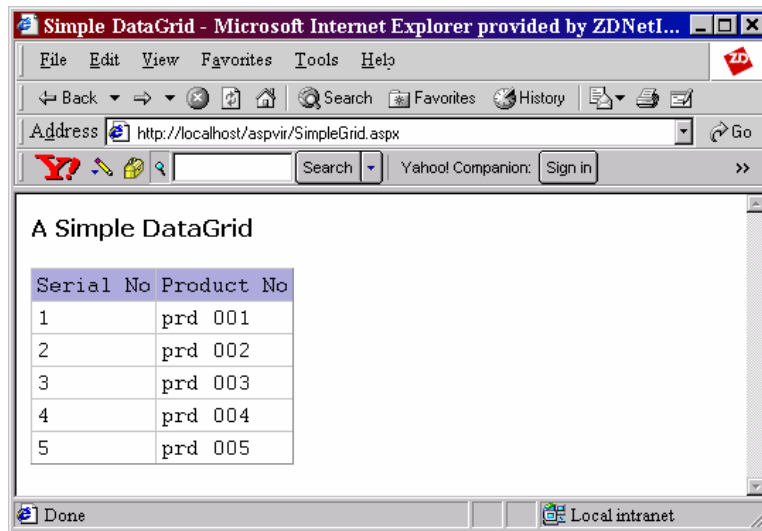 Simple DataGrid - Microsoft Internet Explorer provided by ZDNetI...
File Edit View Favorites Tools Help
ZD
Back Search Favorites History
Address http://localhost/aspvir/SimpleGrid.aspx Go
Y! Search Yahoo! Companion: Sign in »
A Simple DataGrid
Serial No Product No
1 prd 001
2 prd 002
3 prd 003
4 prd 004
5 prd 005
Done Local intranet